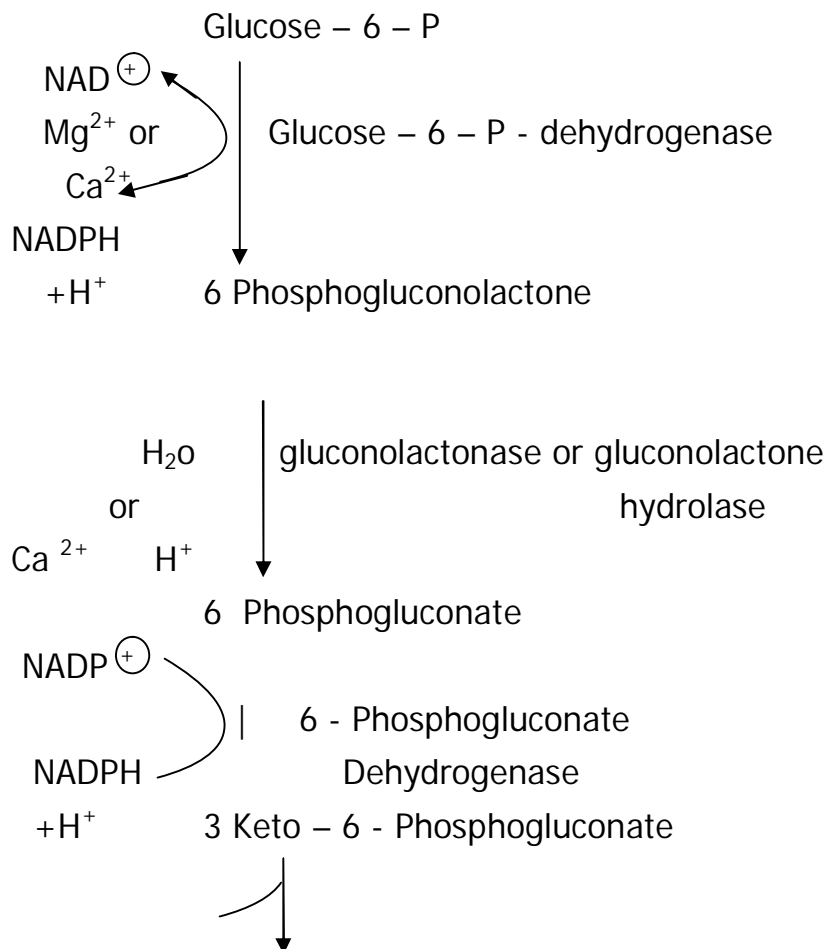 Glucose – 6 – P
NAD +
Mg²⁺ or
Glucose – 6 – P - dehydrogenase
Ca²⁺
NADPH
+H⁺ 6 Phosphogluconolactone
H₂o gluconolactonase or gluconolactone
or hydrolase
Ca ²⁺ H⁺
6 Phosphogluconate
NADP +
| 6 - Phosphogluconate
NADPH Dehydrogenase
+H⁺ 3 Keto – 6 - Phosphogluconate